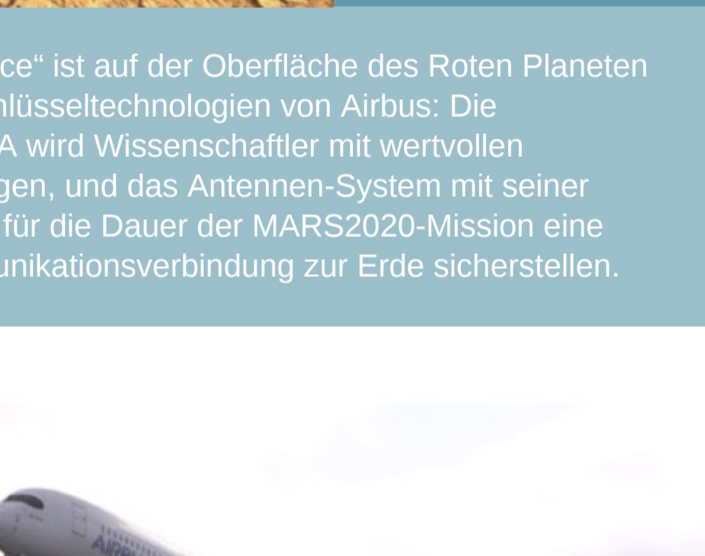 ce“ ist auf der Oberfläche des Roten Planeten
hlüsseltechnologien von Airbus: Die
A wird Wissenschaftler mit wertvollen
gen, und das Antennen-System mit seiner
für die Dauer der MARS2020-Mission eine
unikationsverbindung zur Erde sicherstellen.
AIRBUS